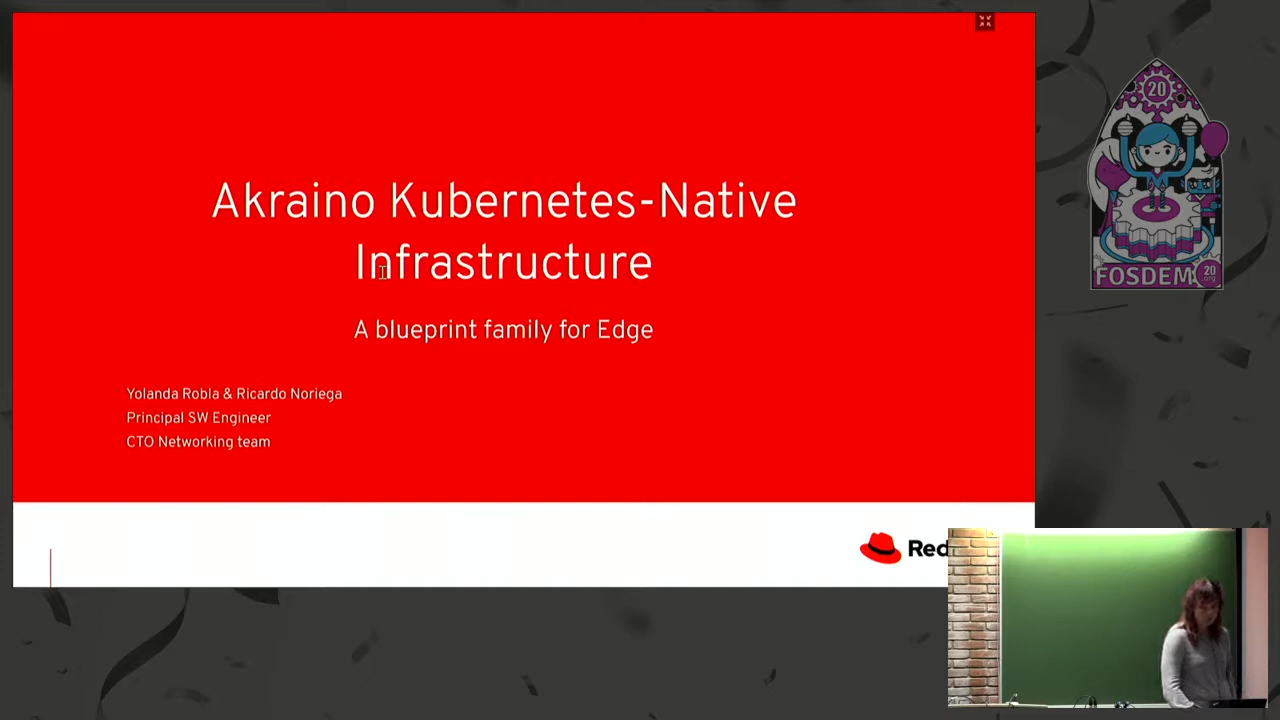 Akraino Kubernetes-Native
Infrastructure
A blueprint family for Edge
Yolanda Robla & Ricardo Noriega
Principal SW Engineer
CTO Networking team
Red
20
FOSDEM
20
.org